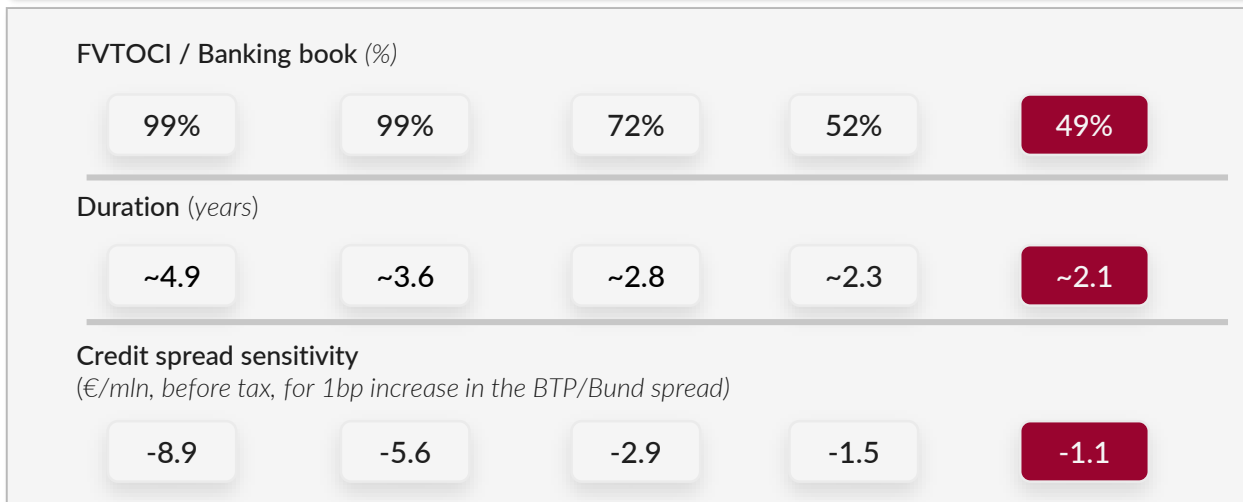 FVTOCI / Banking book (%)
99% 99% 72% 52% 49%
Duration (years)
~4.9 ~3.6 ~2.8 ~2.3 ~2.1
Credit spread sensitivity
(€/mln, before tax, for 1bp increase in the BTP/Bund spread)
-8.9 -5.6 -2.9 -1.5 -1.1